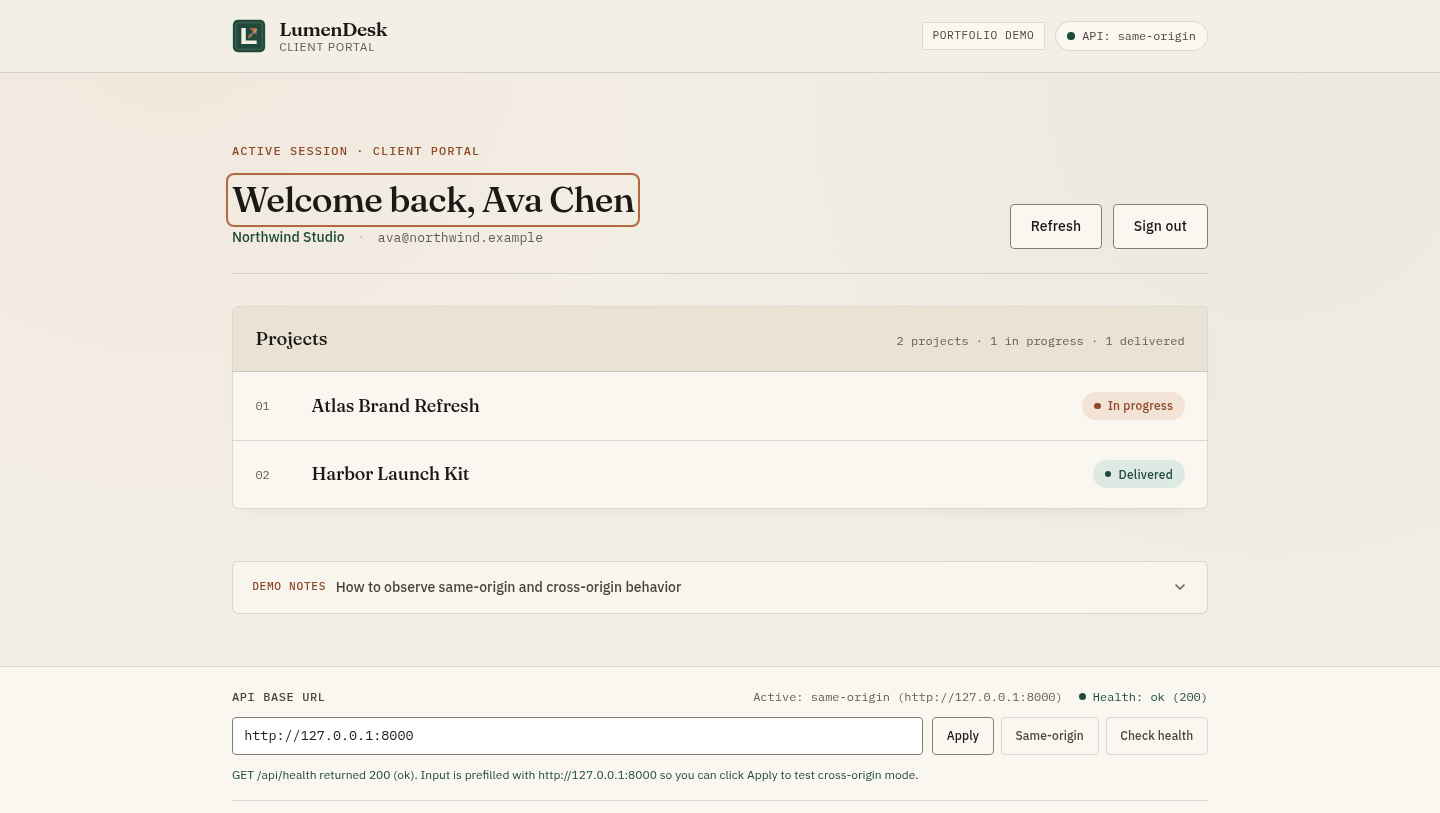 LumenDesk
CLIENT PORTAL
PORTFOLIO DEMO
API: same-origin
ACTIVE SESSION · CLIENT PORTAL
Welcome back, Ava Chen
Northwind Studio · ava@northwind.example
Refresh
Sign out
Projects
2 projects · 1 in progress · 1 delivered
01 Atlas Brand Refresh In progress
02 Harbor Launch Kit Delivered
DEMO NOTES How to observe same-origin and cross-origin behavior
API BASE URL
Active: same-origin (http://127.0.0.1:8000) Health: ok (200)
http://127.0.0.1:8000
Apply
Same-origin
Check health
GET /api/health returned 200 (ok). Input is prefilled with http://127.0.0.1:8000 so you can click Apply to test cross-origin mode.